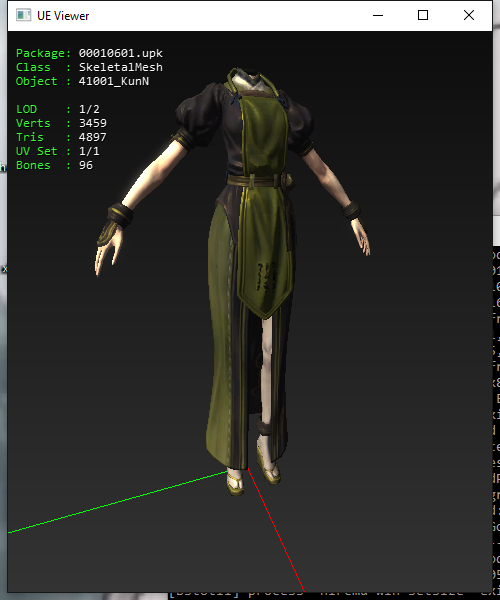 UE Viewer
Package: 00010601.upk
Class : SkeletalMesh
Object : 41001_KunN
LOD : 1/2
Verts : 3459
Tris : 4897
UV Set : 1/1
Bones : 96